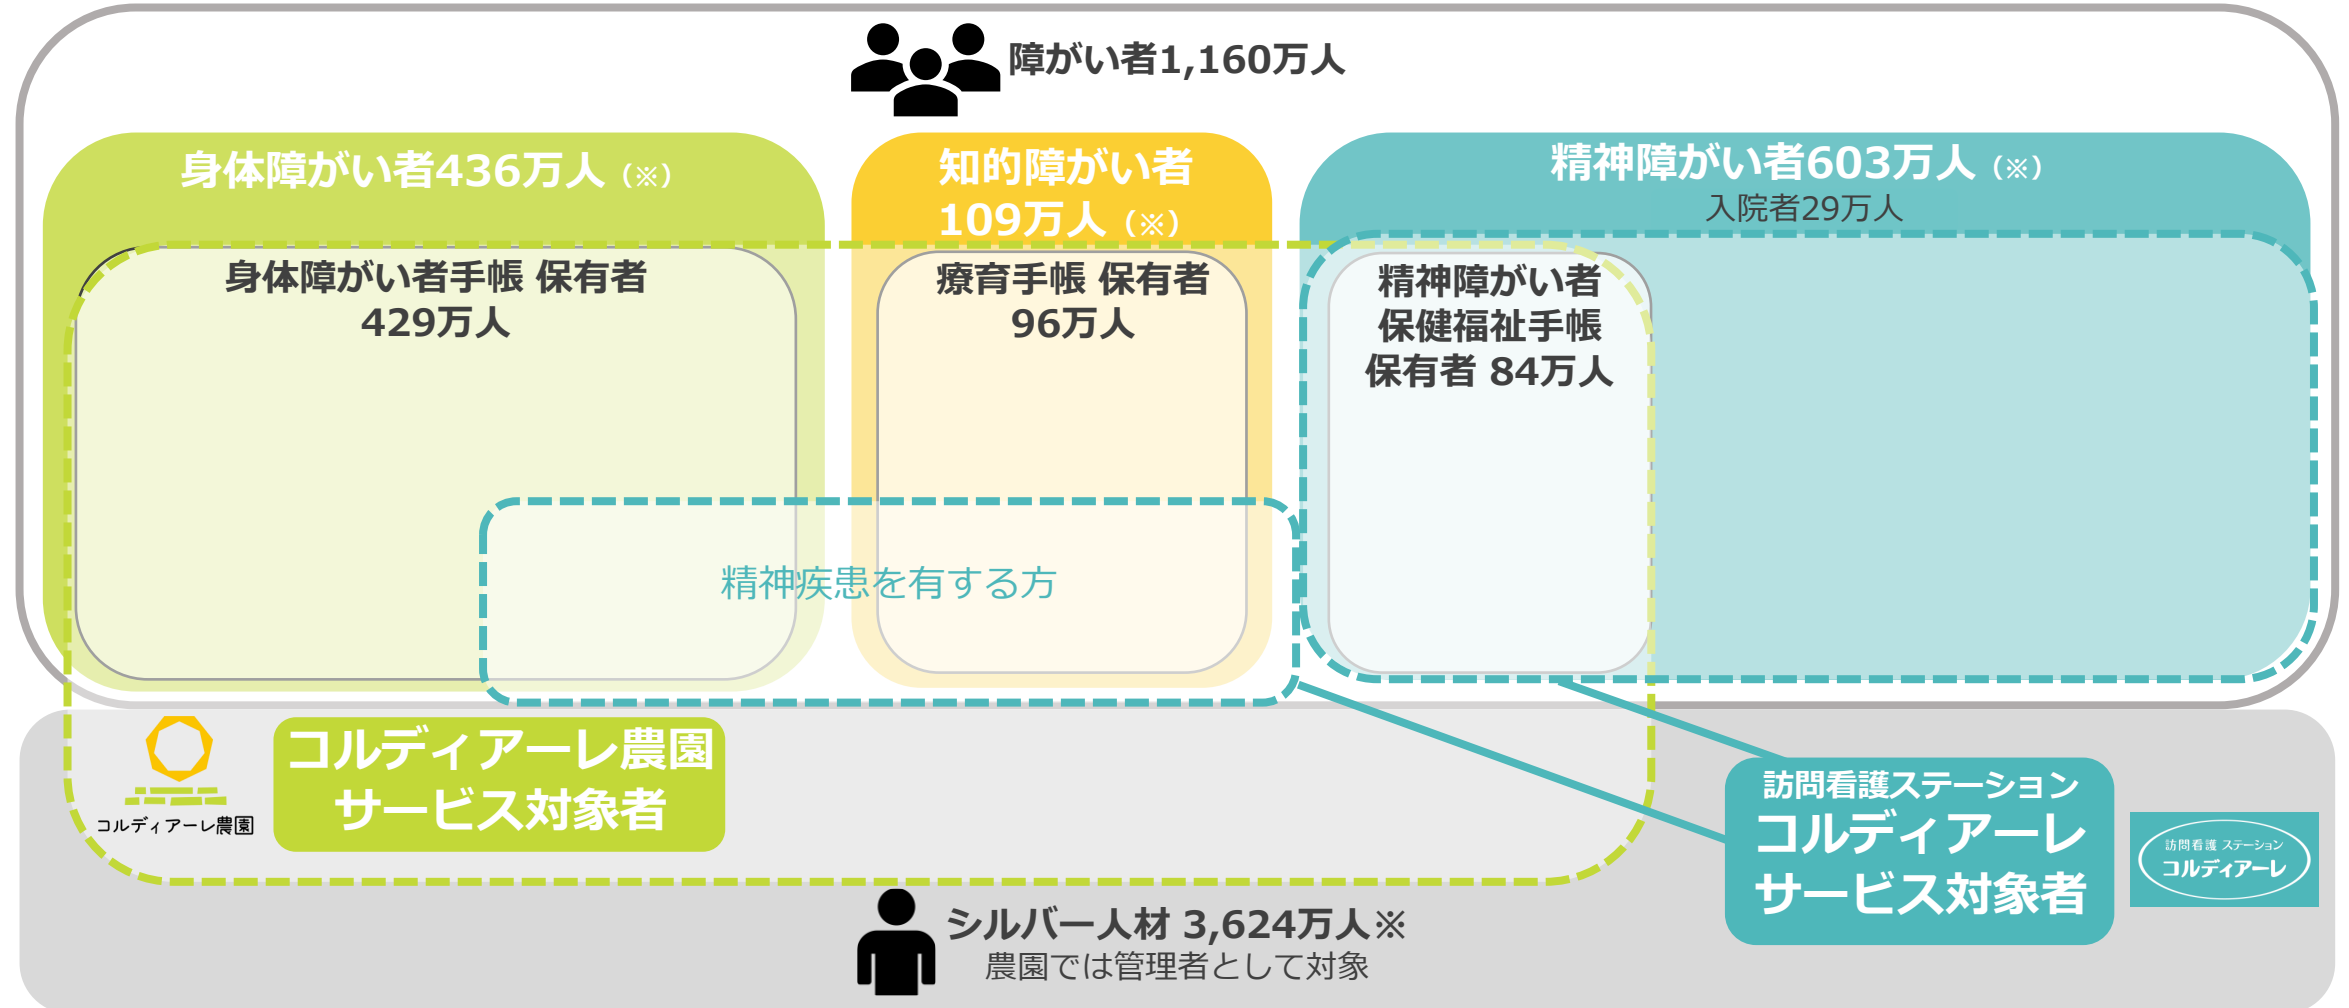 障がい者1,160万人
身体障がい者436万人（※）
知的障がい者
109万人（※）
精神障がい者603万人（※）
入院者29万人
身体障がい者手帳 保有者
429万人
療育手帳 保有者
96万人
精神障がい者
保健福祉手帳
保有者 84万人
精神疾患を有する方
コルディアーレ農園
コルディアーレ農園
サービス対象者
訪問看護ステーション
コルディアーレ
サービス対象者
訪問看護 ステーション
コルディアーレ
シルバー人材 3,624万人※
農園では管理者として対象